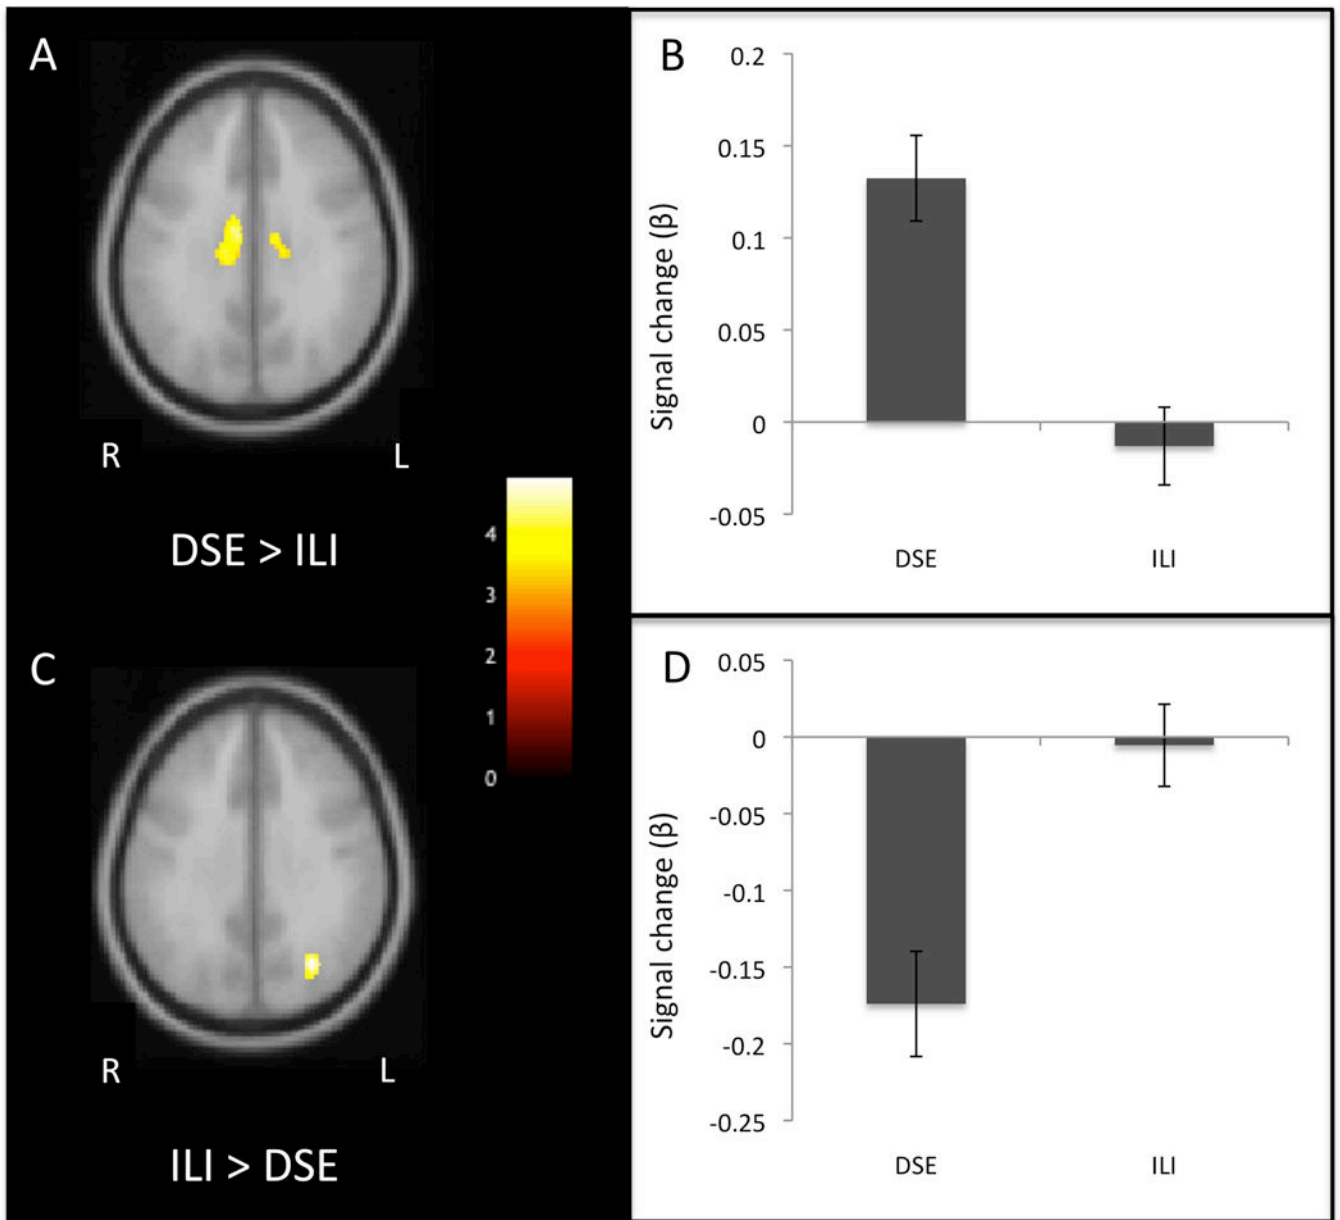 A
R
L
DSE > ILI
4
3
2
1
0
B
Signal change (β)
0.2
0.15
0.1
0.05
0
-0.05
DSE
ILI
C
R
L
ILI > DSE
D
Signal change (β)
0.05
0
-0.05
-0.1
-0.15
-0.2
-0.25
DSE
ILI